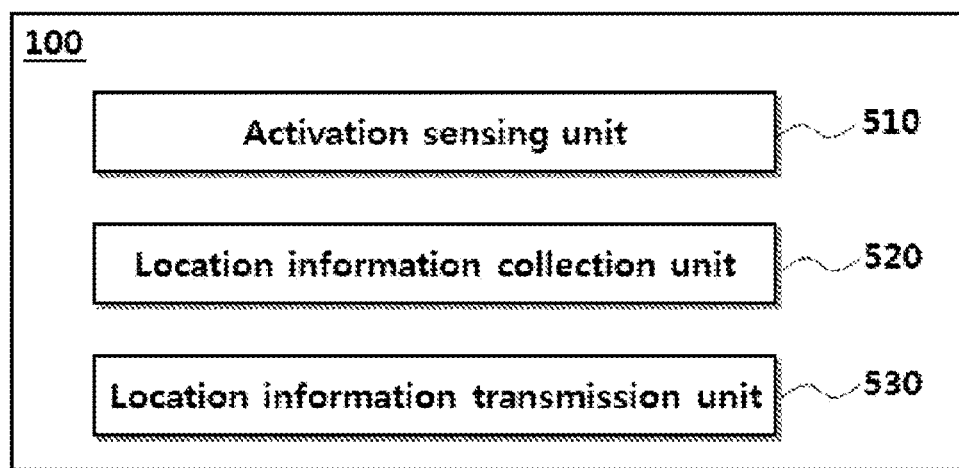 100
Activation sensing unit 510
Location information collection unit 520
Location information transmission unit 530